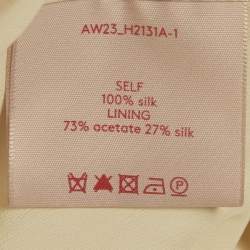 AW23_H2131A-1
SELF
100% silk
LINING
73% acetate 27% silk
P